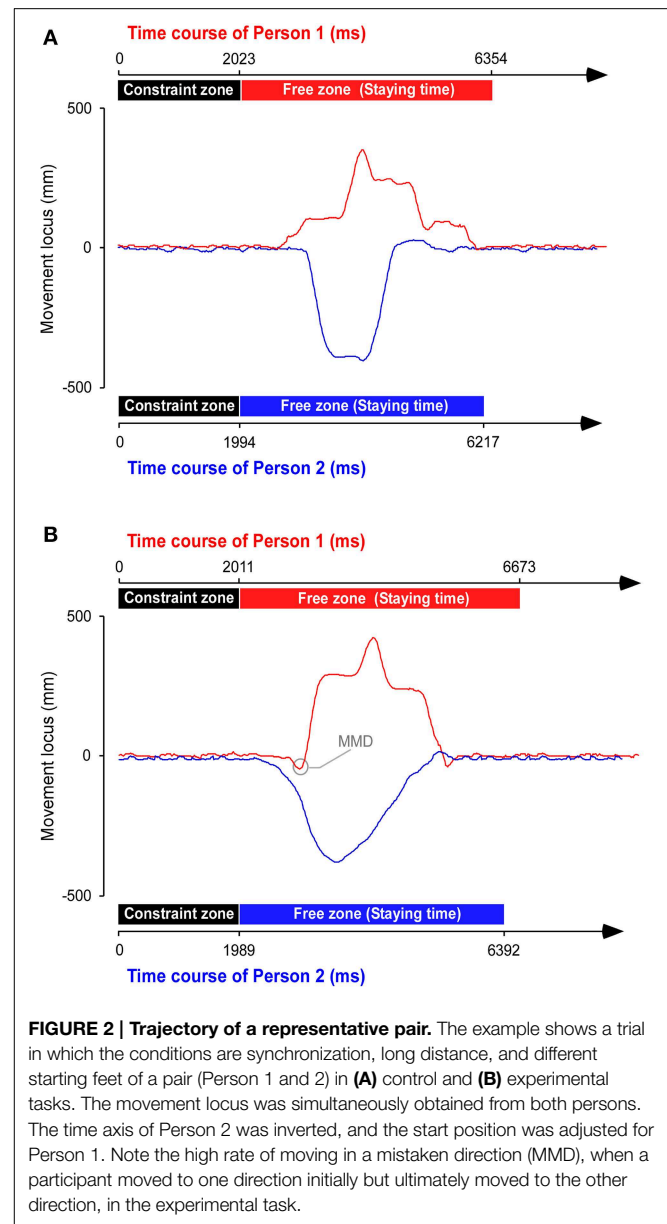 A
Time course of Person 1 (ms)
0 2023 6354
Constraint zone Free zone (Staying time)
500
0
-500
Movement locus (mm)
Constraint zone Free zone (Staying time)
0 1994 6217
Time course of Person 2 (ms)
B
Time course of Person 1 (ms)
0 2011 6673
Constraint zone Free zone (Staying time)
500
MMD
0
-500
Movement locus (mm)
Constraint zone Free zone (Staying time)
0 1989 6392
Time course of Person 2 (ms)
FIGURE 2 | Trajectory of a representative pair. The example shows a trial
in which the conditions are synchronization, long distance, and different
starting feet of a pair (Person 1 and 2) in (A) control and (B) experimental
tasks. The movement locus was simultaneously obtained from both persons.
The time axis of Person 2 was inverted, and the start position was adjusted for
Person 1. Note the high rate of moving in a mistaken direction (MMD), when a
participant moved to one direction initially but ultimately moved to the other
direction, in the experimental task.